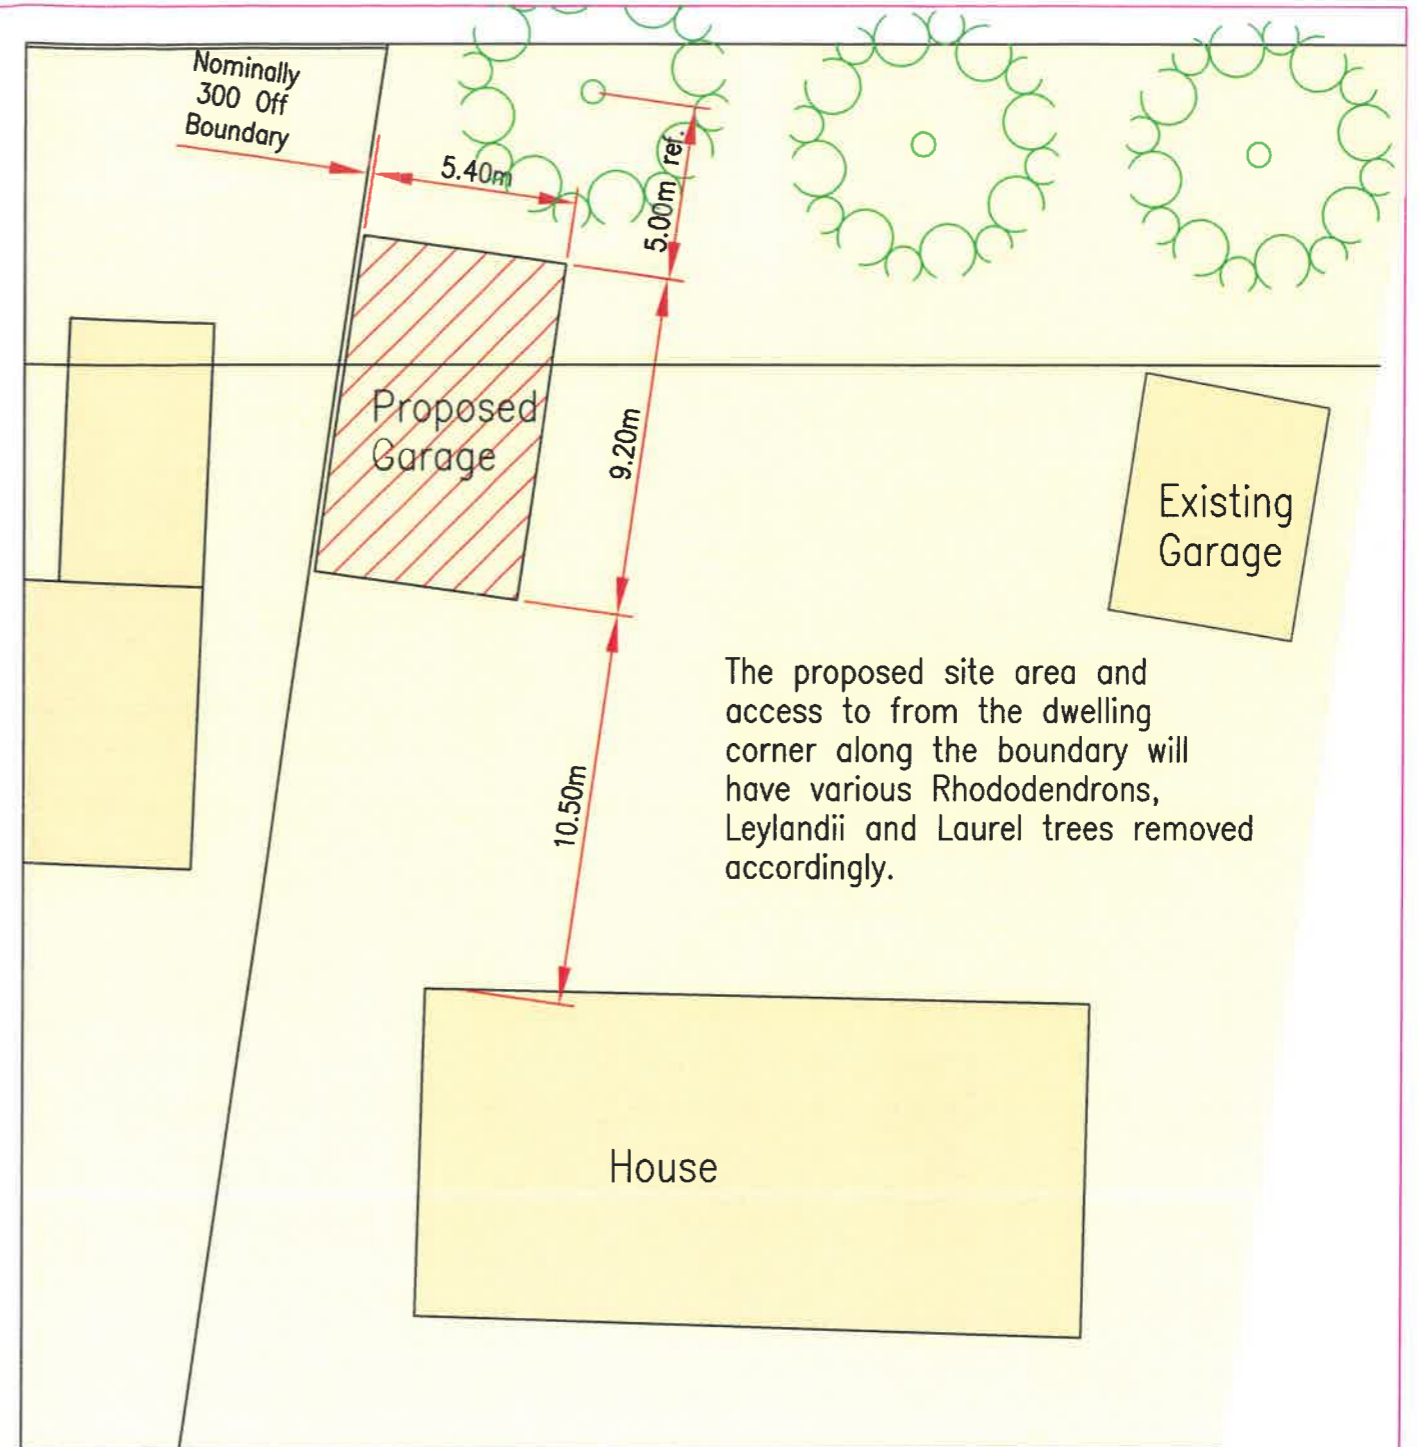 Nominally
300 Off
Boundary
5.40m
5.00m ref.
Proposed
Garage
9.20m
Existing
Garage
The proposed site area and
access to from the dwelling
corner along the boundary will
have various Rhododendrons,
Leylandii and Laurel trees removed
accordingly.
10.50m
House